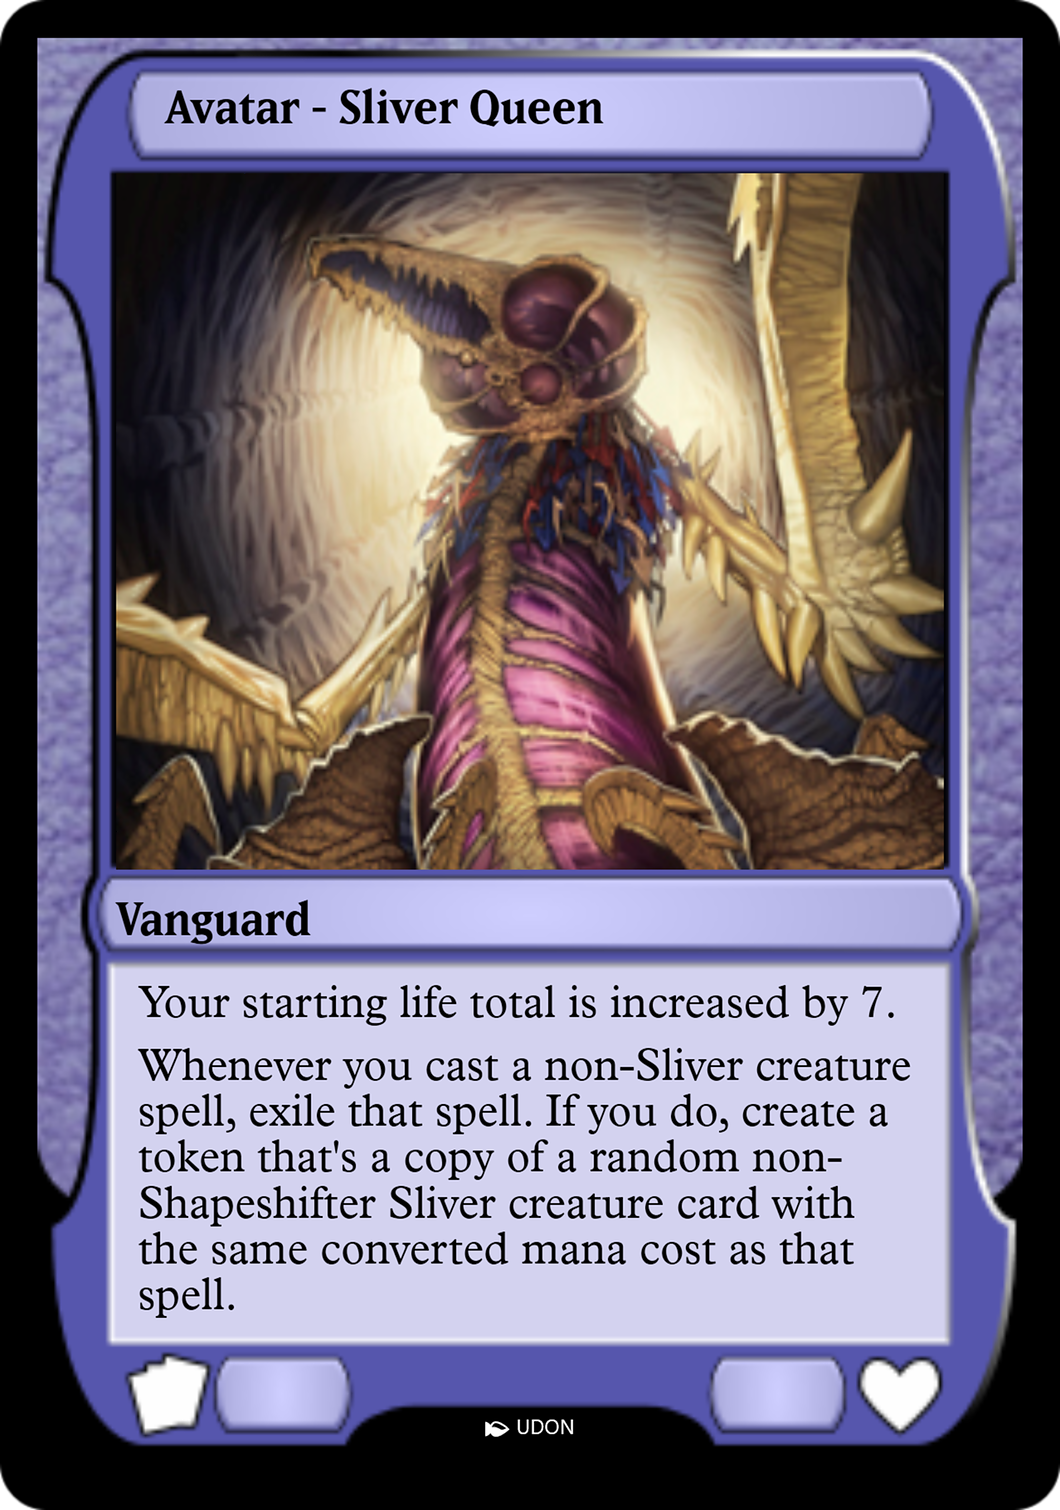 Avatar - Sliver Queen
Vanguard
Your starting life total is increased by 7.
Whenever you cast a non-Sliver creature
spell, exile that spell. If you do, create a
token that's a copy of a random non-
Shapeshifter Sliver creature card with
the same converted mana cost as that
spell.
UDON